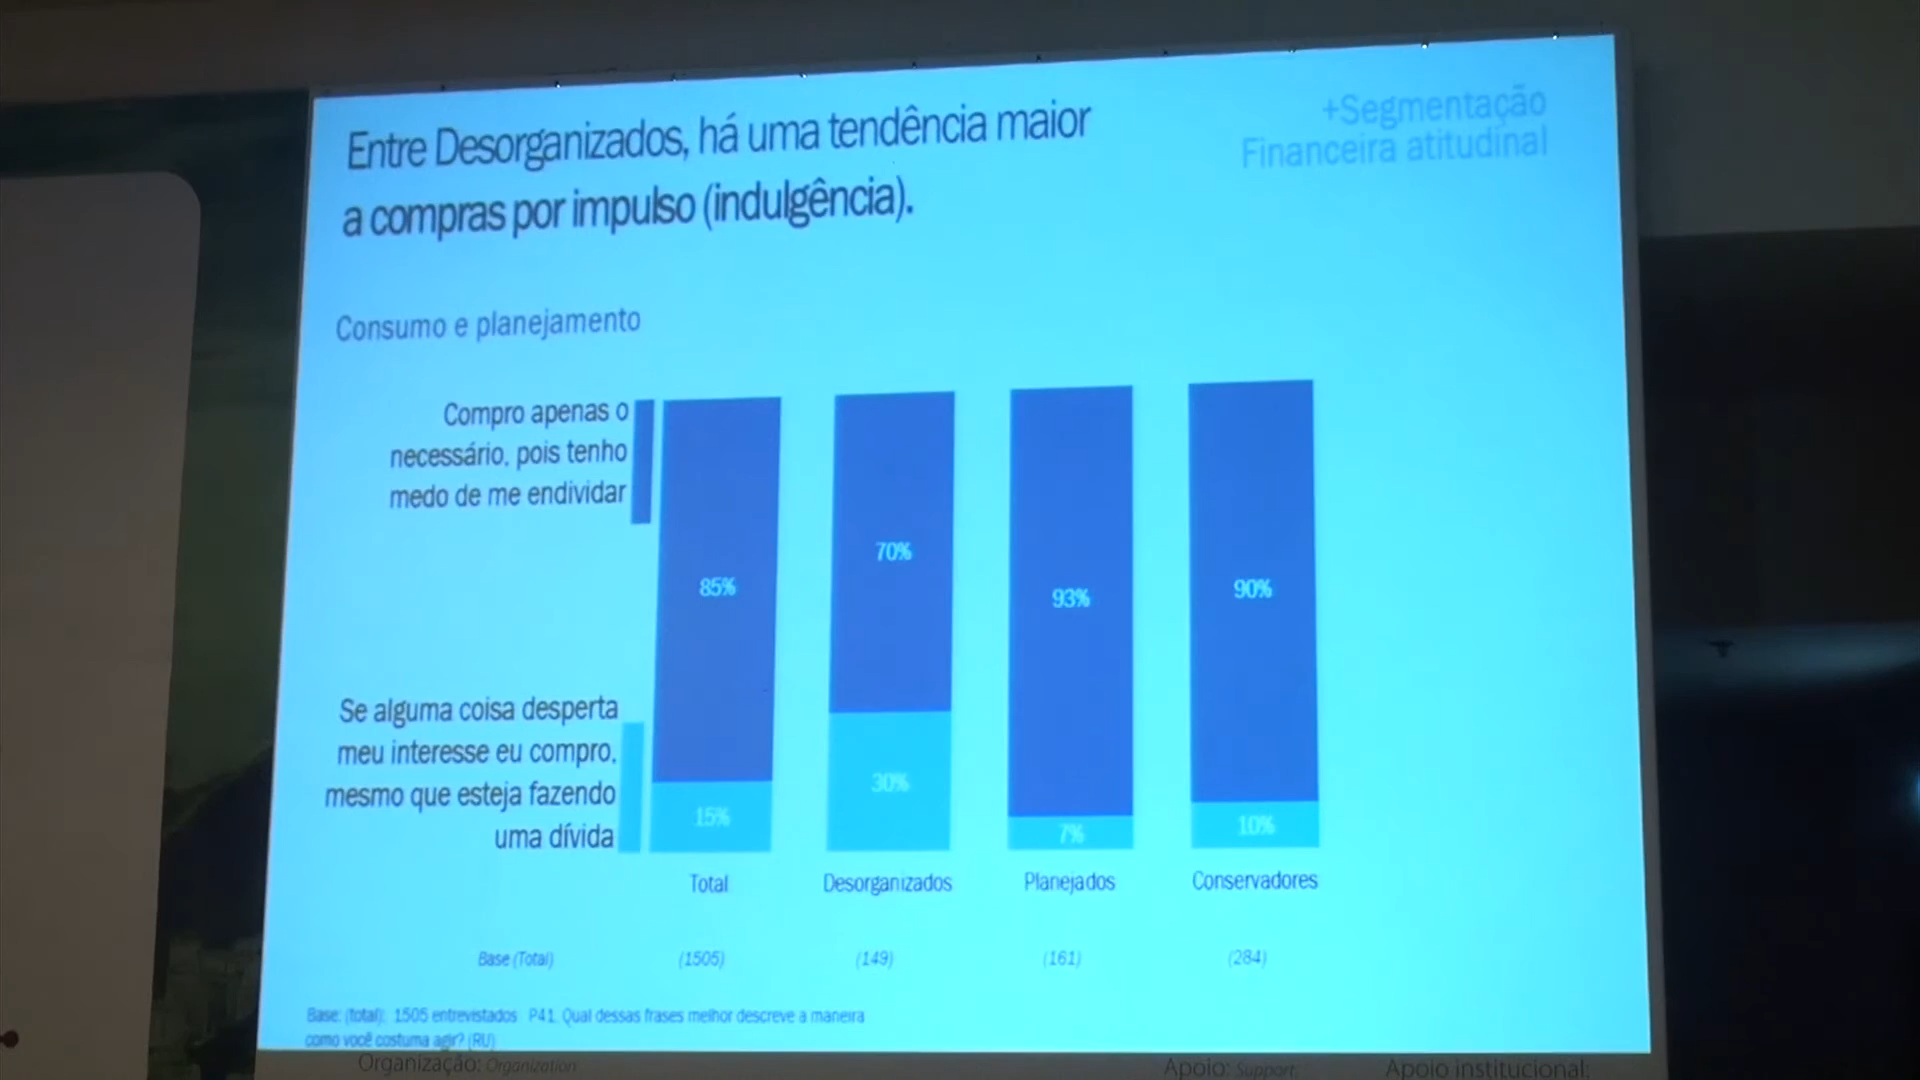 Entre Desorganizados, há uma tendência maior
a compras por impulso (indulgência).
+Segmentação
Financeira atitudinal
Consumo e planejamento
Compro apenas o
necessário, pois tenho
medo de me endividar
Se alguma coisa desperta
meu interesse eu compro,
mesmo que esteja fazendo
uma dívida
85% 70% 93% 90%
15% 30% 7% 10%
Total Desorganizados Planejados Conservadores
Base (Total) (1505) (149) (161) (284)
Base: (total): 1505 entrevistados P41. Qual dessas frases melhor descreve a maneira
como você costuma agir? (RU)
Organização: Organization Apoio: Support: Apoio institucional: